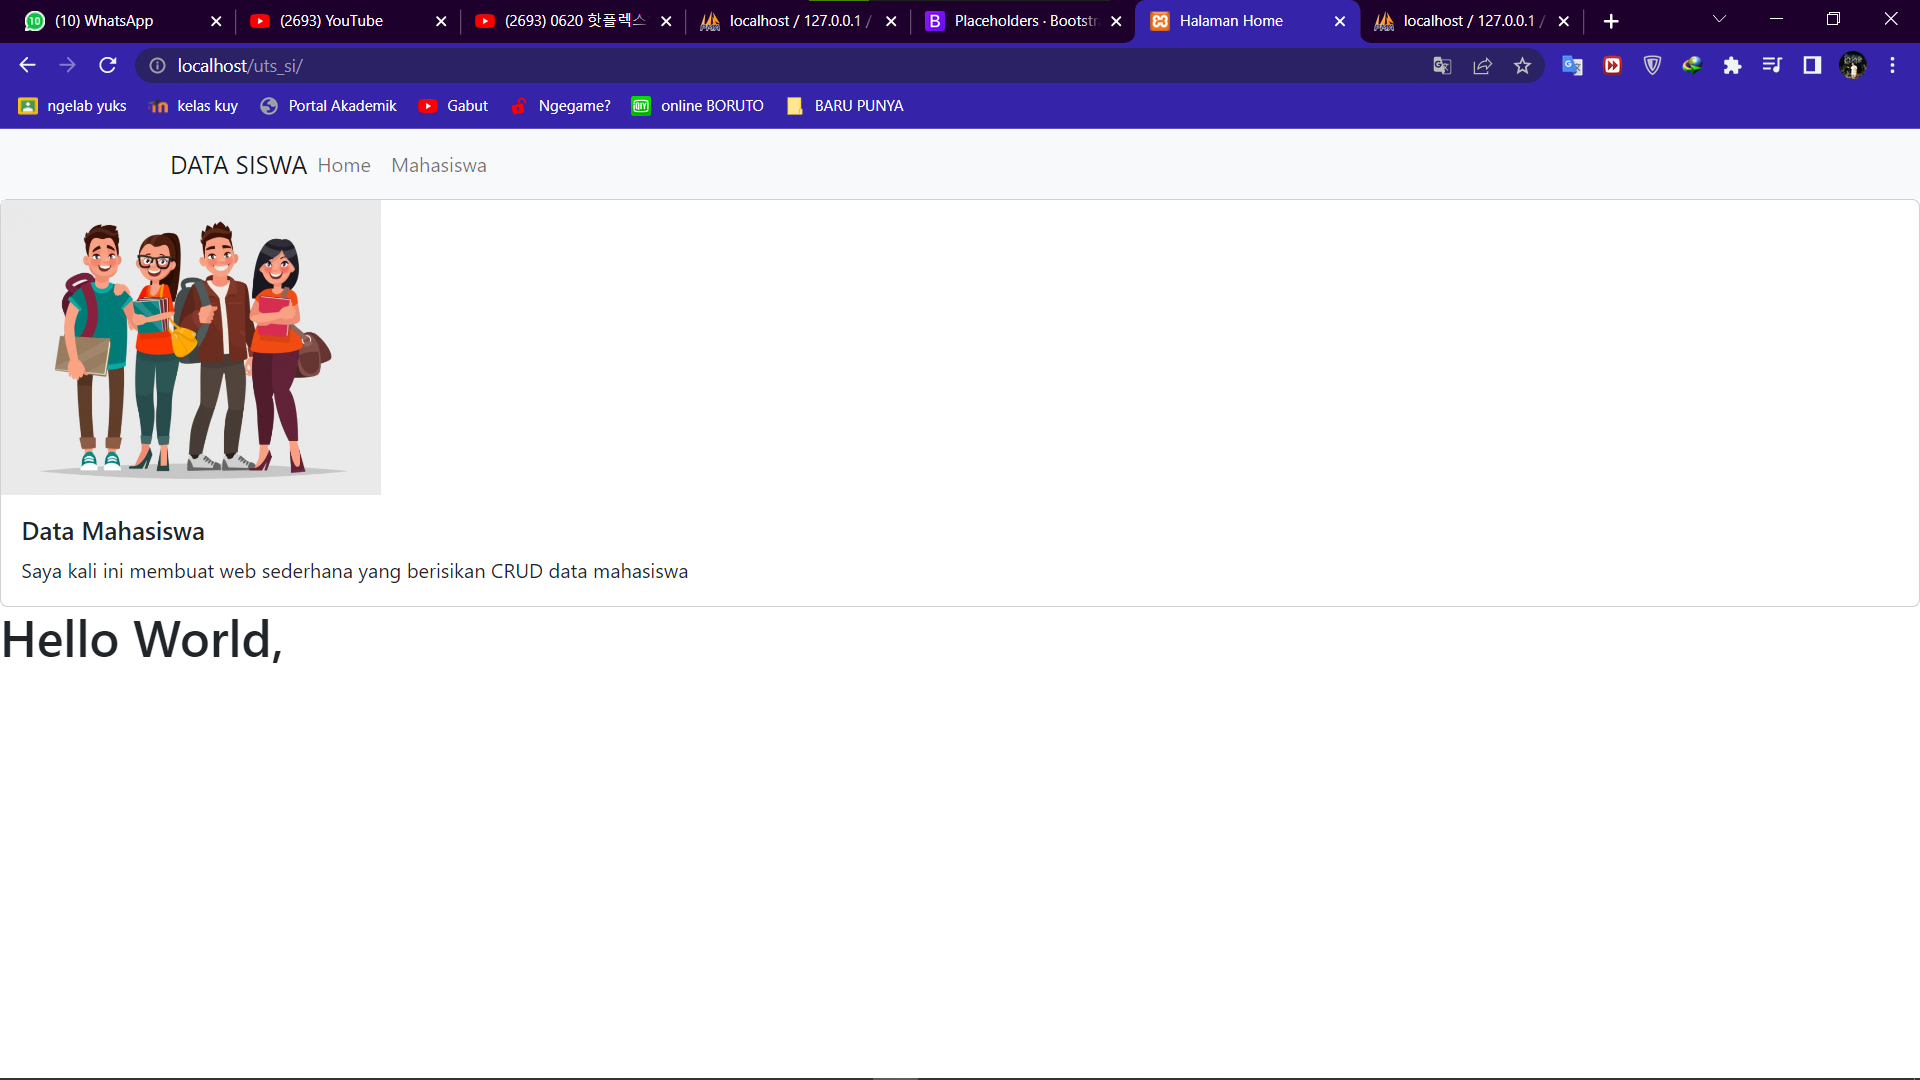 (10) WhatsApp
(2693) YouTube
(2693) 0620 핫플렉스
localhost / 127.0.0.1 /
Placeholders · Bootstr
Halaman Home
localhost / 127.0.0.1 /
localhost/uts_si/
ngelab yuks
kelas kuy
Portal Akademik
Gabut
Ngegame?
online BORUTO
BARU PUNYA
DATA SISWA Home Mahasiswa
Data Mahasiswa
Saya kali ini membuat web sederhana yang berisikan CRUD data mahasiswa
Hello World,